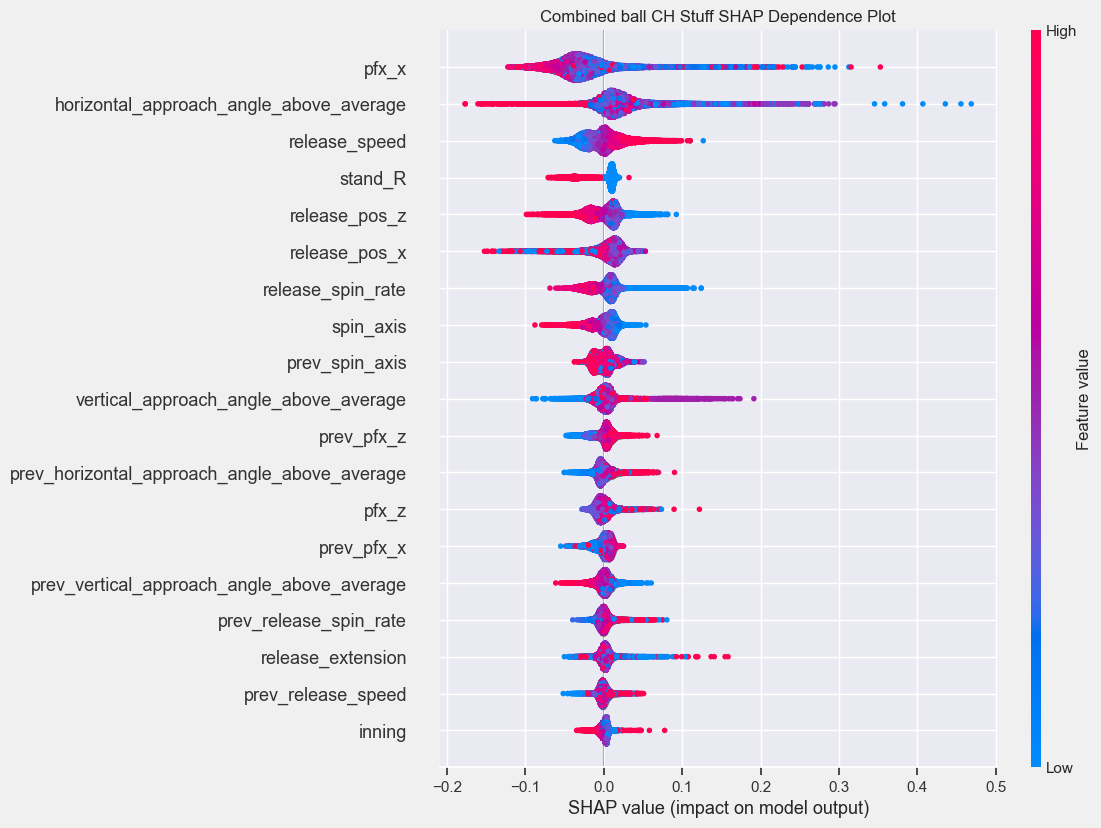 Combined ball CH Stuff SHAP Dependence Plot
High
pfx_x
horizontal_approach_angle_above_average
release_speed
stand_R
release_pos_z
release_pos_x
release_spin_rate
spin_axis
prev_spin_axis
vertical_approach_angle_above_average
prev_pfx_z
prev_horizontal_approach_angle_above_average
pfx_z
prev_pfx_x
prev_vertical_approach_angle_above_average
prev_release_spin_rate
release_extension
prev_release_speed
inning
Feature value
Low
−0.2 −0.1 0.0 0.1 0.2 0.3 0.4 0.5
SHAP value (impact on model output)